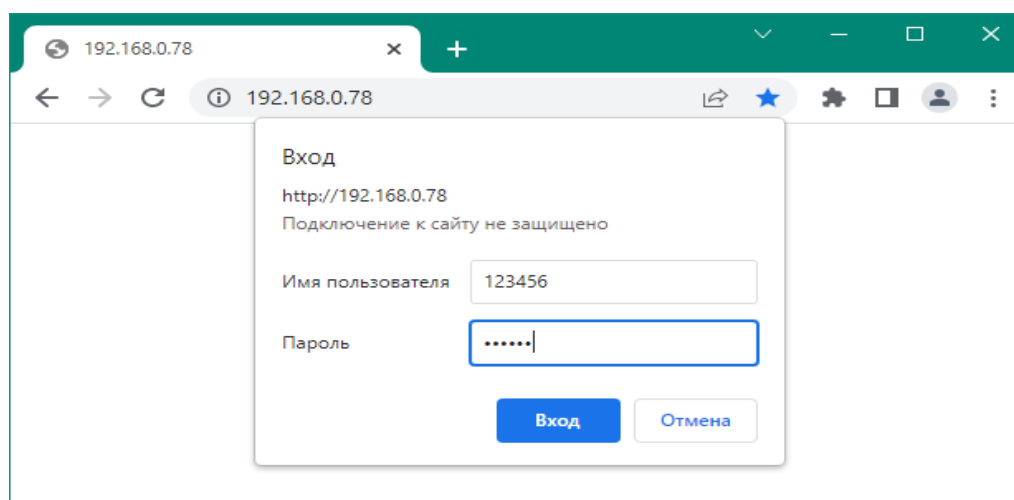 192.168.0.78
192.168.0.78
Вход
http://192.168.0.78
Подключение к сайту не защищено
Имя пользователя 123456
Пароль ••••••
Вход Отмена